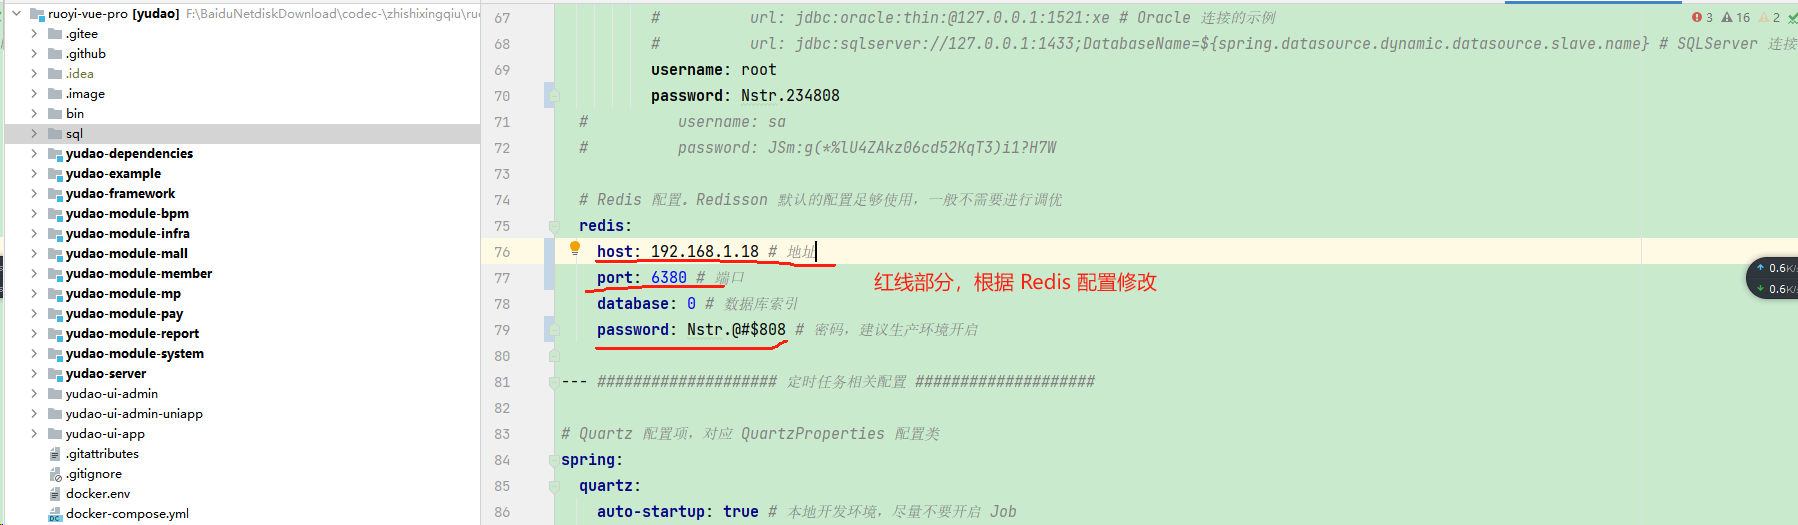 ruoyi-vue-pro [yudao] F:\BaiduNetdiskDownload\codec-\zhishixingqiu\ruo
.gitee
.github
.idea
.image
bin
sql
yudao-dependencies
yudao-example
yudao-framework
yudao-module-bpm
yudao-module-infra
yudao-module-mall
yudao-module-member
yudao-module-mp
yudao-module-pay
yudao-module-report
yudao-module-system
yudao-server
yudao-ui-admin
yudao-ui-admin-uniapp
yudao-ui-app
.gitattributes
.gitignore
docker.env
docker-compose.yml
67 # url: jdbc:oracle:thin:@127.0.0.1:1521:xe # Oracle 连接的示例
68 # url: jdbc:sqlserver://127.0.0.1:1433;DatabaseName=${spring.datasource.dynamic.datasource.slave.name} # SQLServer 连接
69 username: root
70 password: Nstr.234808
71 # username: sa
72 # password: JSm:g(*%lU4ZAkz06cd52KqT3)i1?H7W
73
74 # Redis 配置。Redisson 默认的配置足够使用，一般不需要进行调优
75 redis:
76 host: 192.168.1.18 # 地址
77 port: 6380 # 端口
78 database: 0 # 数据库索引
79 password: Nstr.@#$808 # 密码，建议生产环境开启
80
81 --- #################### 定时任务相关配置 ####################
82
83 # Quartz 配置项，对应 QuartzProperties 配置类
84 spring:
85 quartz:
86 auto-startup: true # 本地开发环境，尽量不要开启 Job
红线部分，根据 Redis 配置修改
3 16 2
↑ 0.6K/s
↓ 0.6K/s